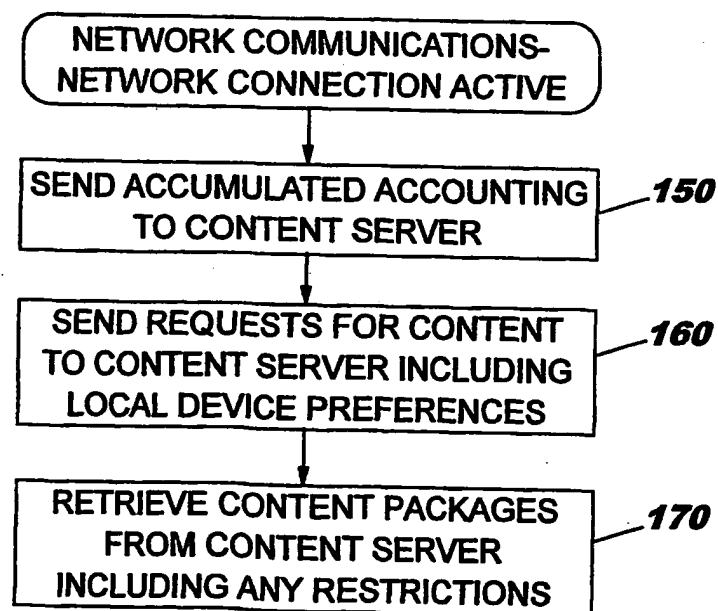 NETWORK COMMUNICATIONS-
NETWORK CONNECTION ACTIVE
SEND ACCUMULATED ACCOUNTING
TO CONTENT SERVER
150
SEND REQUESTS FOR CONTENT
TO CONTENT SERVER INCLUDING
LOCAL DEVICE PREFERENCES
160
RETRIEVE CONTENT PACKAGES
FROM CONTENT SERVER
INCLUDING ANY RESTRICTIONS
170